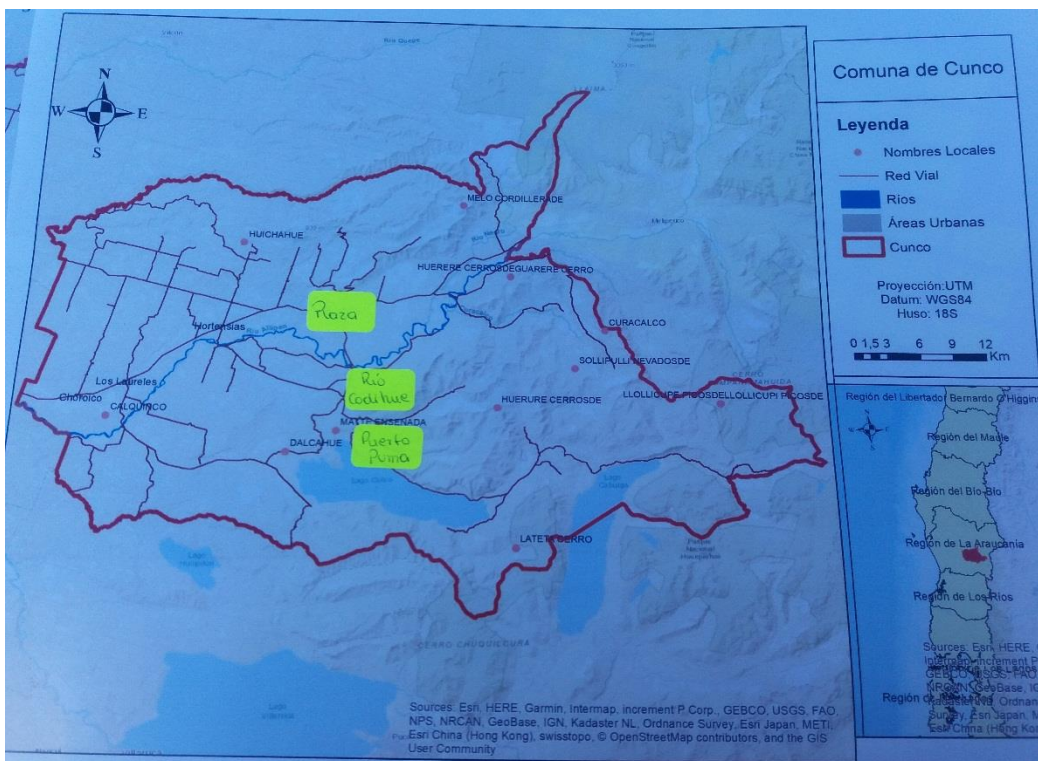 N
W
E
S
LLAIMA
MELO CORDILLERADE
HUICHAHUE
HUERERE CERROSDEGUARERE CERRO
Plaza
Hortensias
CURACALCO
SOLLIPULLI NEVADOSDE
Río
Codihue
Los Laureles
Choroico
CALQUINCO
HUERURE CERROSDE
LLOLLICUPE PICOSDELLOLLICUPI PICOSDE
ENSENADA
Puerto
Puma
DALCAHUE
LATETA CERRO
CERRO CHUQUILCURA
Sources: Esri, HERE, Garmin, Intermap, increment P Corp., GEBCO, USGS, FAO
NPS, NRCAN, GeoBase, IGN, Kadaster NL, Ordnance Survey, Esri Japan, METI,
Esri China (Hong Kong), swisstopo, © OpenStreetMap contributors, and the GIS
User Community
Comuna de Cunco
Leyenda
Nombres Locales
Red Vial
Ríos
Áreas Urbanas
Cunco
Proyección:UTM
Datum: WGS84
Huso: 18S
0 1,5 3 6 9 12
Km
Región del Libertador Bernardo O'Higgins
Región del Maule
Región del Bío-Bío
Región de La Araucanía
Región de Los Ríos
Sources: Esri, HERE,